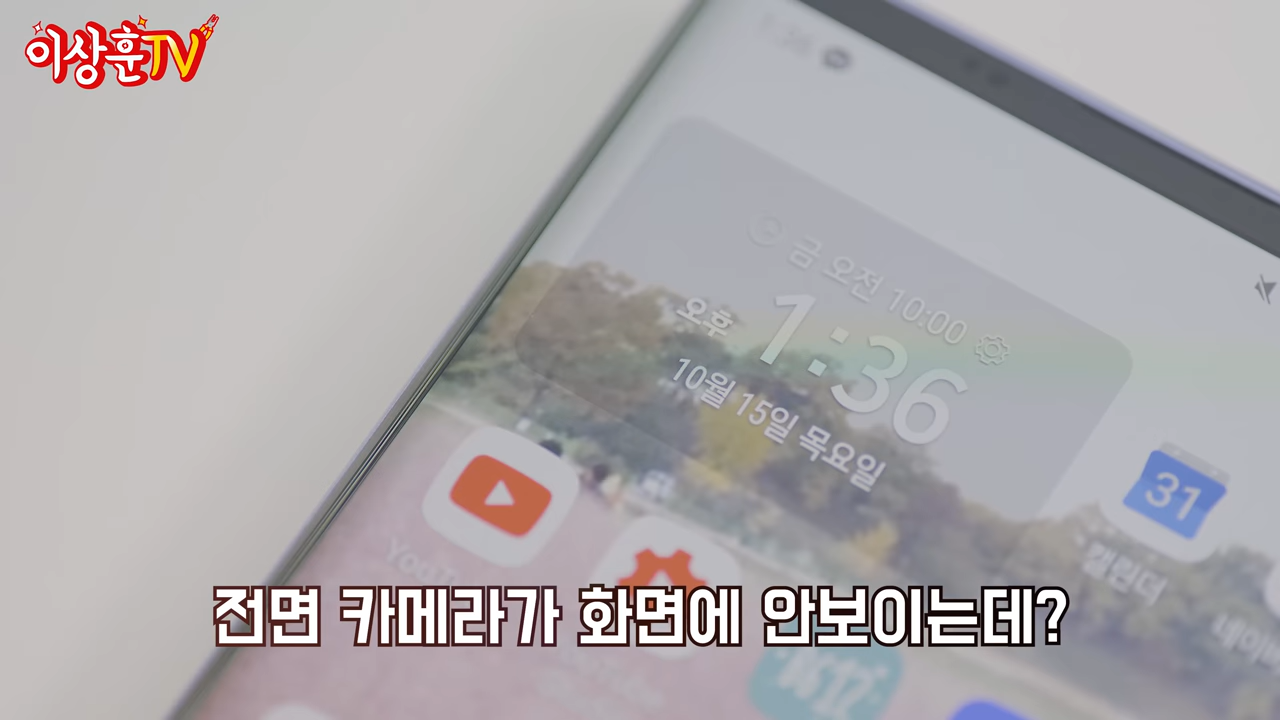 이상훈TV
금 오전 10:00
오후 1:36
10월 15일 목요일
31
캘린더
전면 카메라가 화면에 안보이는데?